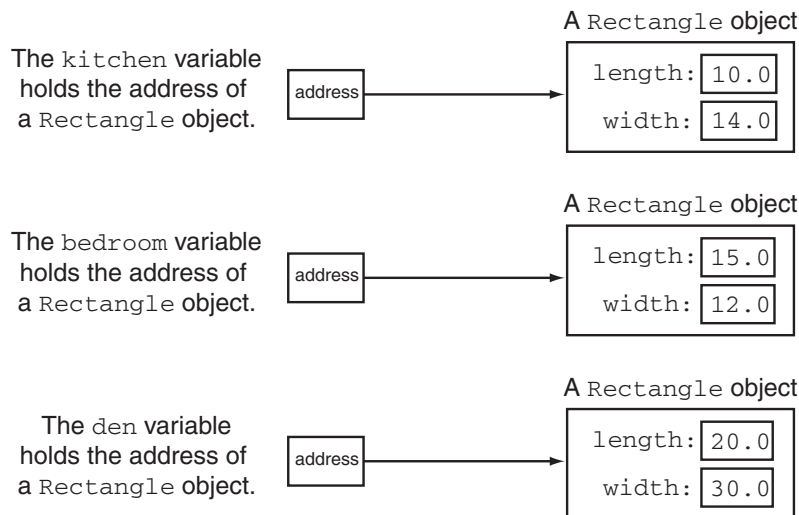 A Rectangle object
The kitchen variable
holds the address of
a Rectangle object.
address
length: 10.0
width: 14.0
A Rectangle object
The bedroom variable
holds the address of
a Rectangle object.
address
length: 15.0
width: 12.0
A Rectangle object
The den variable
holds the address of
a Rectangle object.
address
length: 20.0
width: 30.0